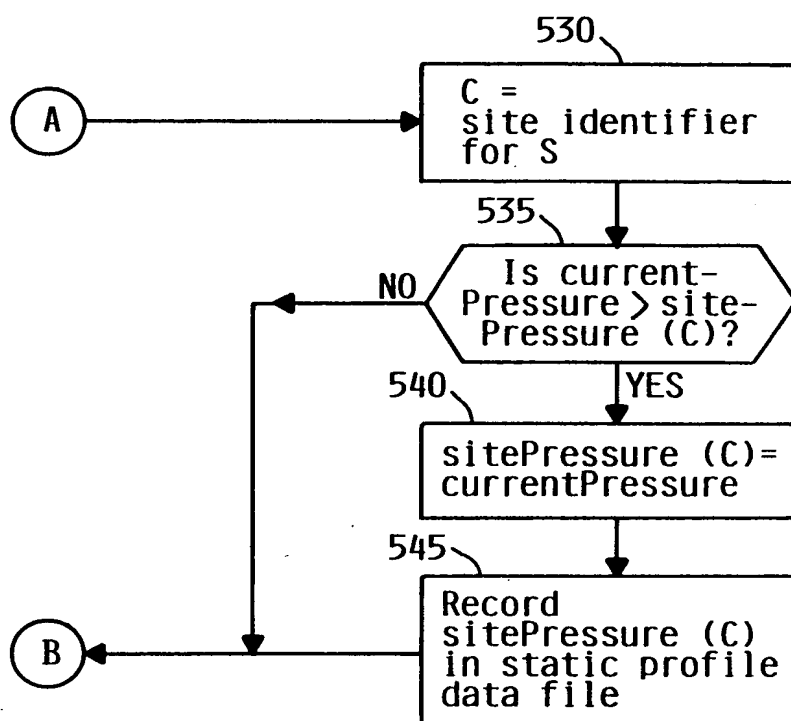 530
A
C =
site identifier
for S
535
NO
Is current-
Pressure > site-
Pressure (C)?
540
YES
sitePressure (C)=
currentPressure
545
B
Record
sitePressure (C)
in static profile
data file